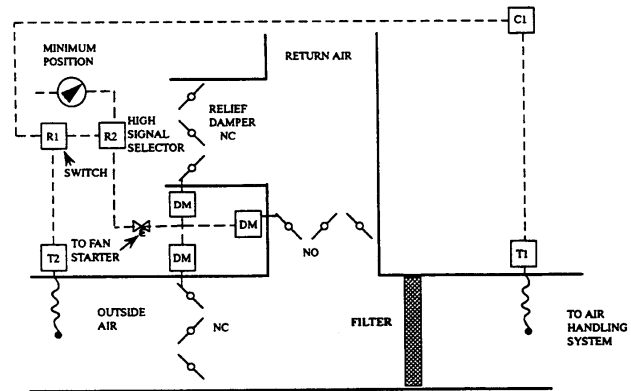 C1
MINIMUM
POSITION
RETURN AIR
RELIEF
DAMPER
NC
R1
R2
HIGH
SIGNAL
SELECTOR
SWITCH
DM
DM
TO FAN
STARTER
NO
T2
DM
T1
OUTSIDE
AIR
NC
FILTER
TO AIR
HANDLING
SYSTEM